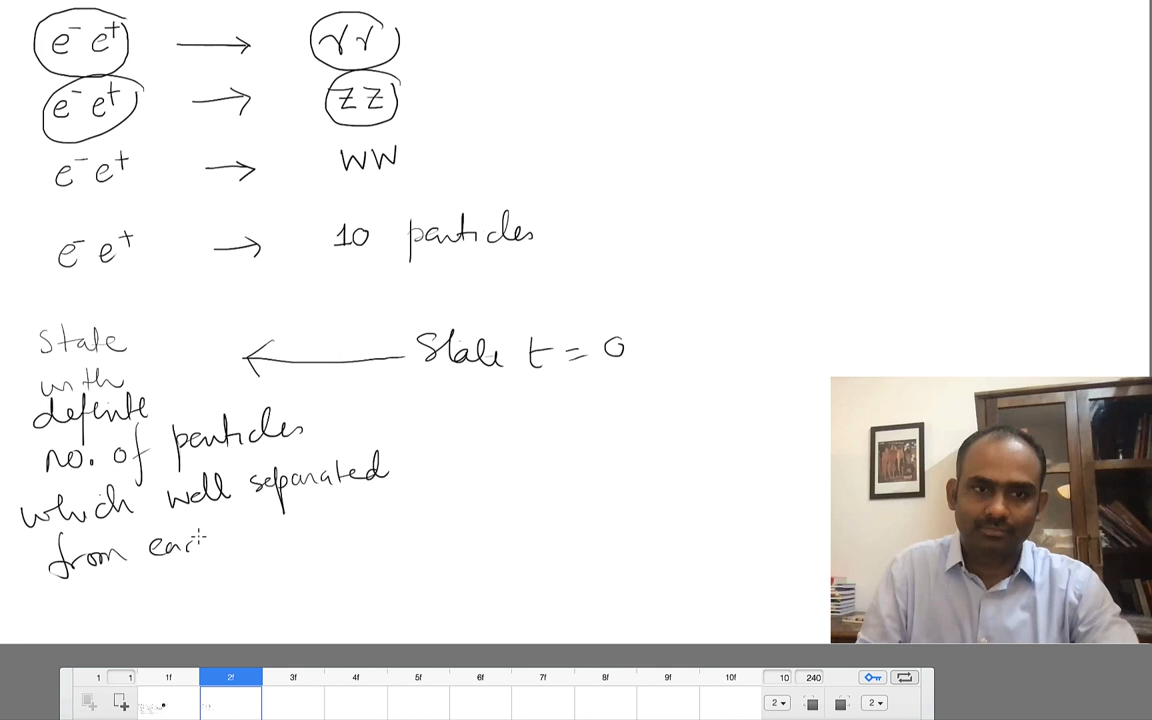 e⁻ e⁺ → γγ
e⁻ e⁺ → ZZ
e⁻ e⁺ → WW
e⁻ e⁺ → 10 particles
State ← State t = 0
with
definite
no. of particles
which well separated
from eac
1 1 1f 2f 3f 4f 5f 6f 7f 8f 9f 10f 10 240
2 2